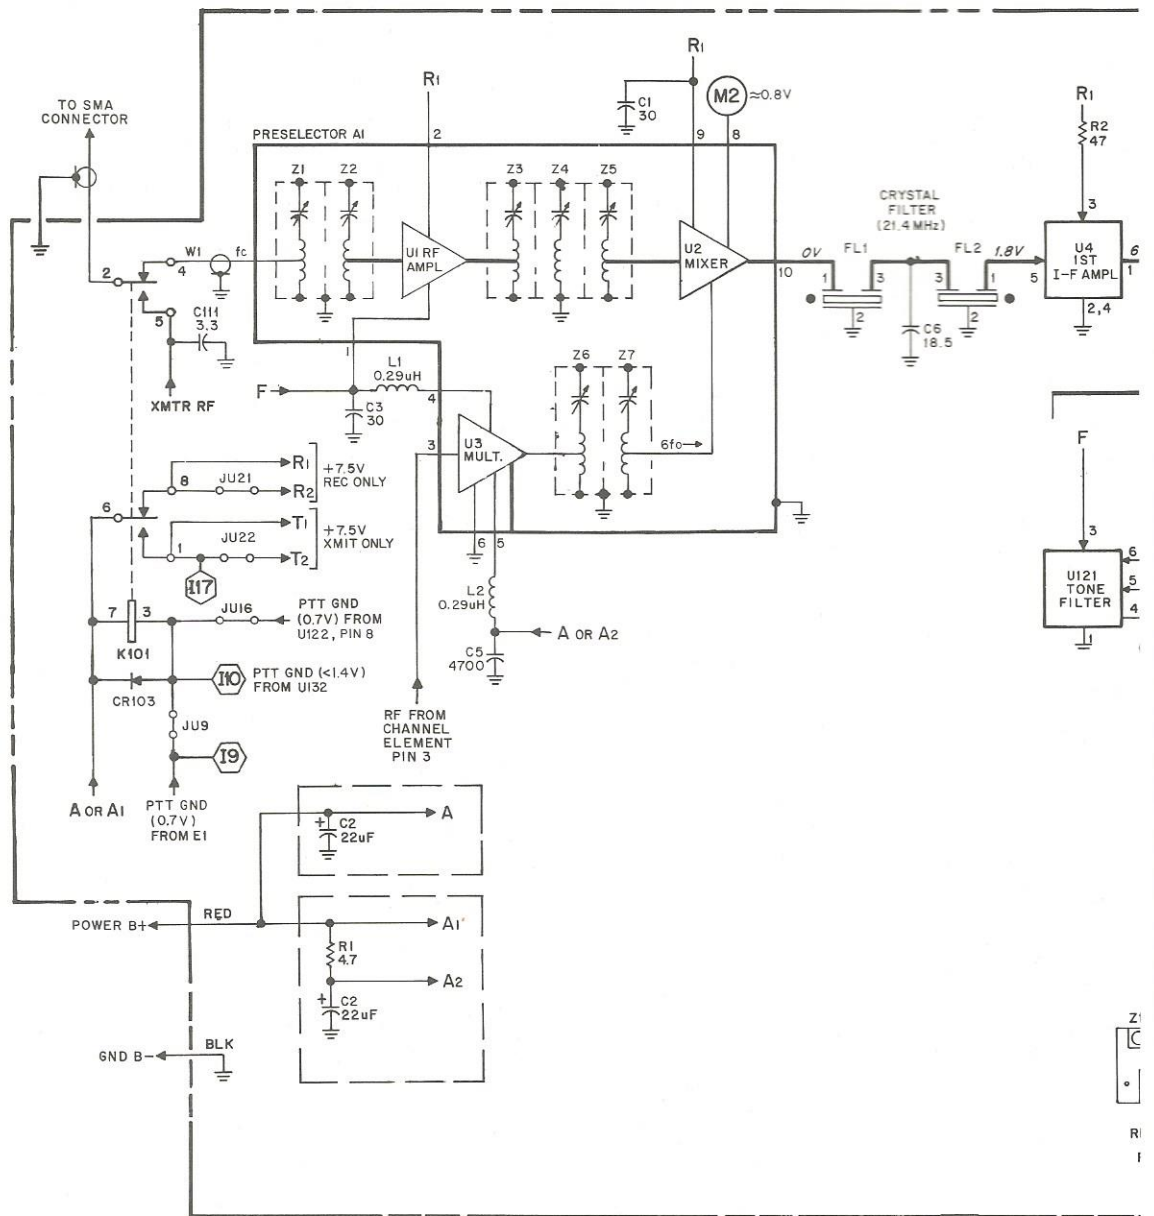 TO SMA
CONNECTOR
R1
R1
C1
30
M2 ≈0.8V
PRESELECTOR A1
2
9
8
R1
R2
47
Z1
Z2
Z3
Z4
Z5
CRYSTAL
FILTER
(21.4 MHz)
3
W1
fc
2
4
U1 RF
AMPL
U2
MIXER
10
0V
FL1
FL2
1.8V
1
3
3
1
5
U4
1ST
I-F AMPL
6
1
2
2
2,4
5
C111
3.3
C6
18.5
1
XMTR RF
F
L1
0.29uH
4
C3
30
Z6
Z7
3
U3
MULT.
6fo
F
R1
8
JU21
R2
+7.5V
REC ONLY
6
T1
1
JU22
T2
+7.5V
XMIT ONLY
I17
6
5
3
U121
TONE
FILTER
6
5
4
1
L2
0.29uH
A OR A2
C5
4700
7
3
JU16
PTT GND
(0.7V) FROM
U122, PIN 8
K101
I10
PTT GND (<1.4V)
FROM U132
CR103
JU9
I9
RF FROM
CHANNEL
ELEMENT
PIN 3
A OR A1
PTT GND
(0.7V)
FROM E1
A
+
C2
22uF
POWER B+
RED
A1
R1
4.7
A2
+
C2
22uF
GND B-
BLK